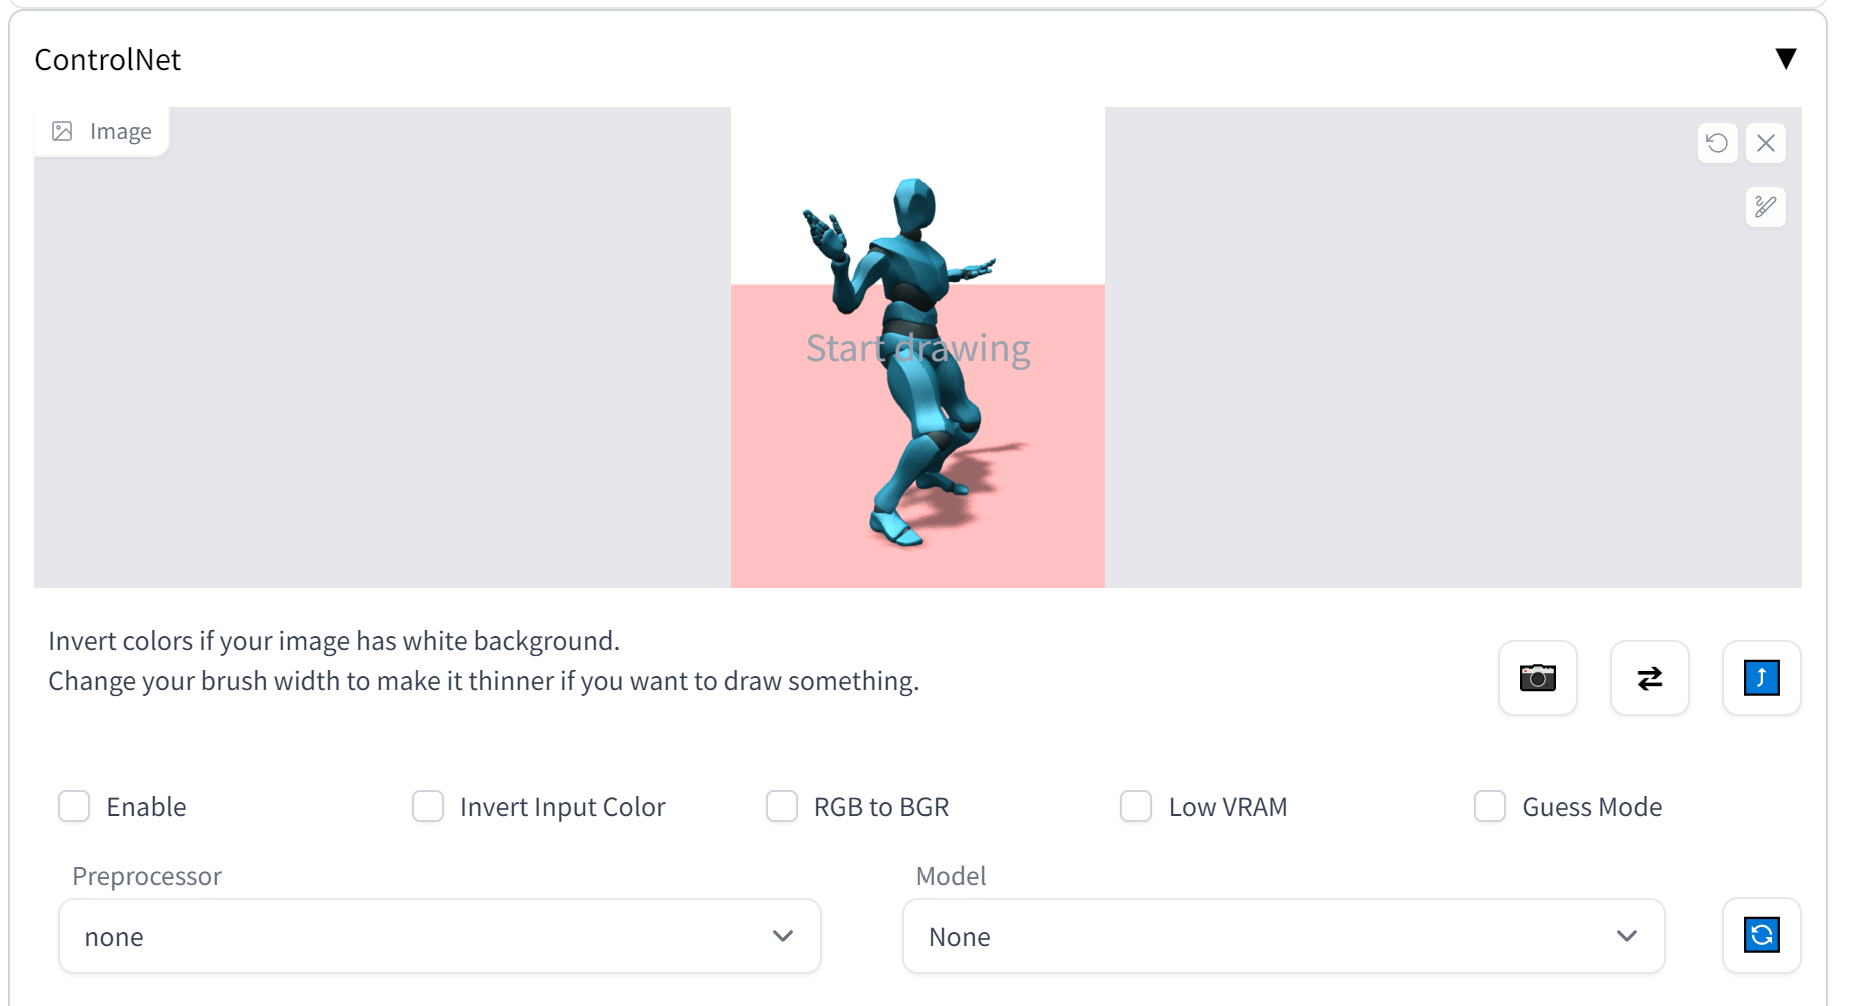 ControlNet
Image
Start drawing
Invert colors if your image has white background.
Change your brush width to make it thinner if you want to draw something.
Enable
Invert Input Color
RGB to BGR
Low VRAM
Guess Mode
Preprocessor
Model
none
None